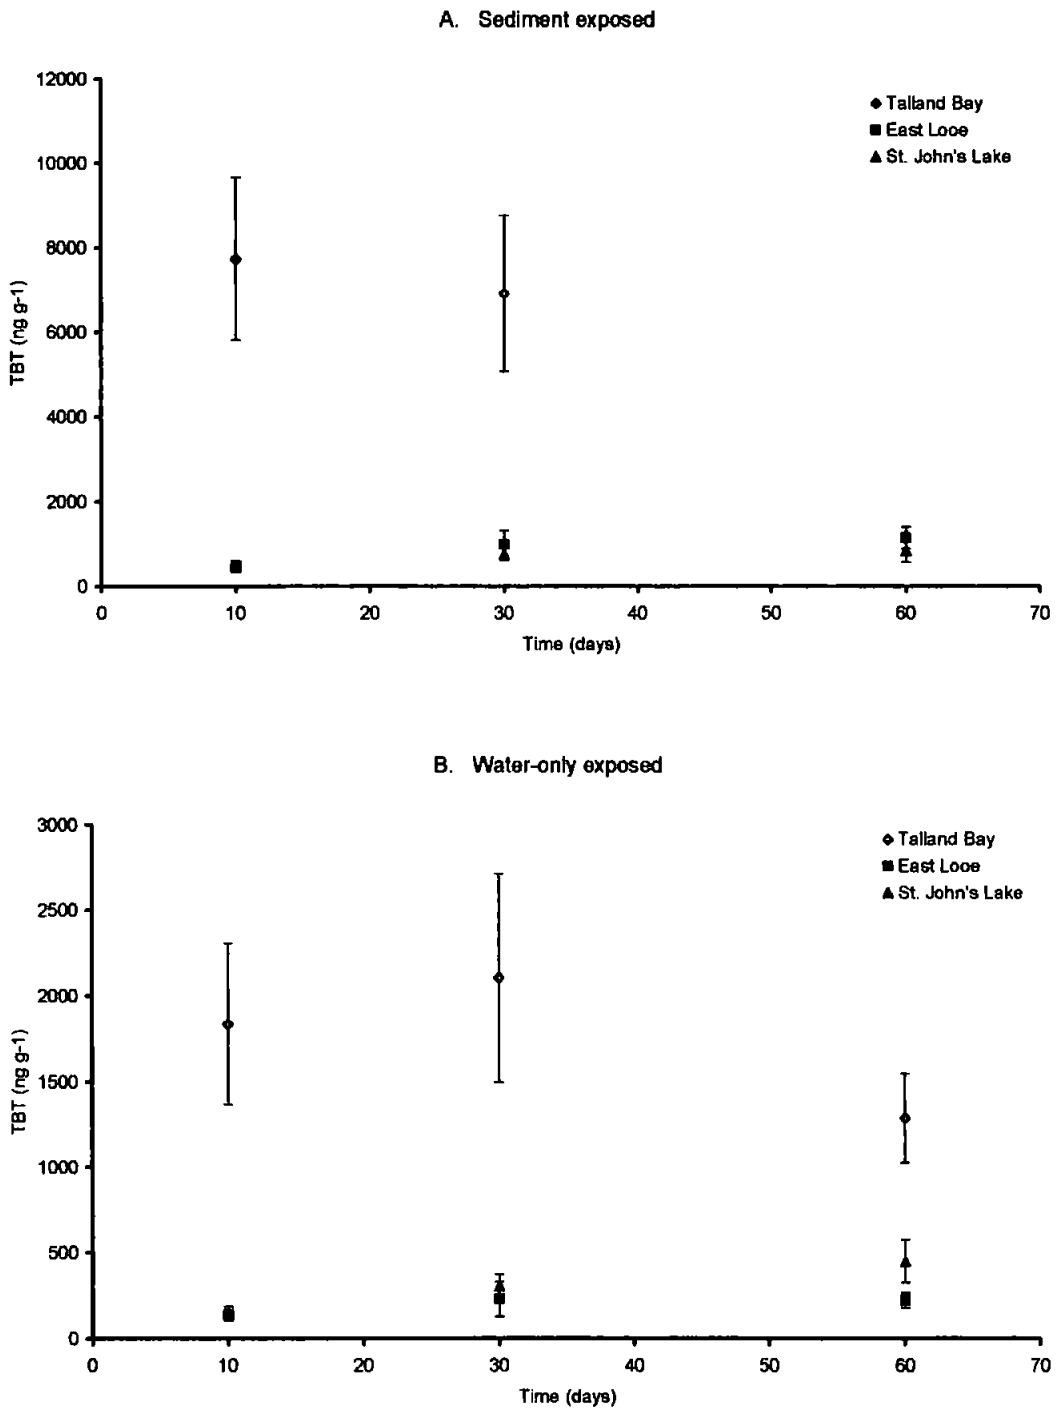 A. Sediment exposed
12000
10000
8000
6000
4000
2000
0
TBT (ng g-1)
Talland Bay
East Looe
St. John's Lake
0 10 20 30 40 50 60 70
Time (days)
B. Water-only exposed
3000
2500
2000
1500
1000
500
0
TBT (ng g-1)
Talland Bay
East Looe
St. John's Lake
0 10 20 30 40 50 60 70
Time (days)